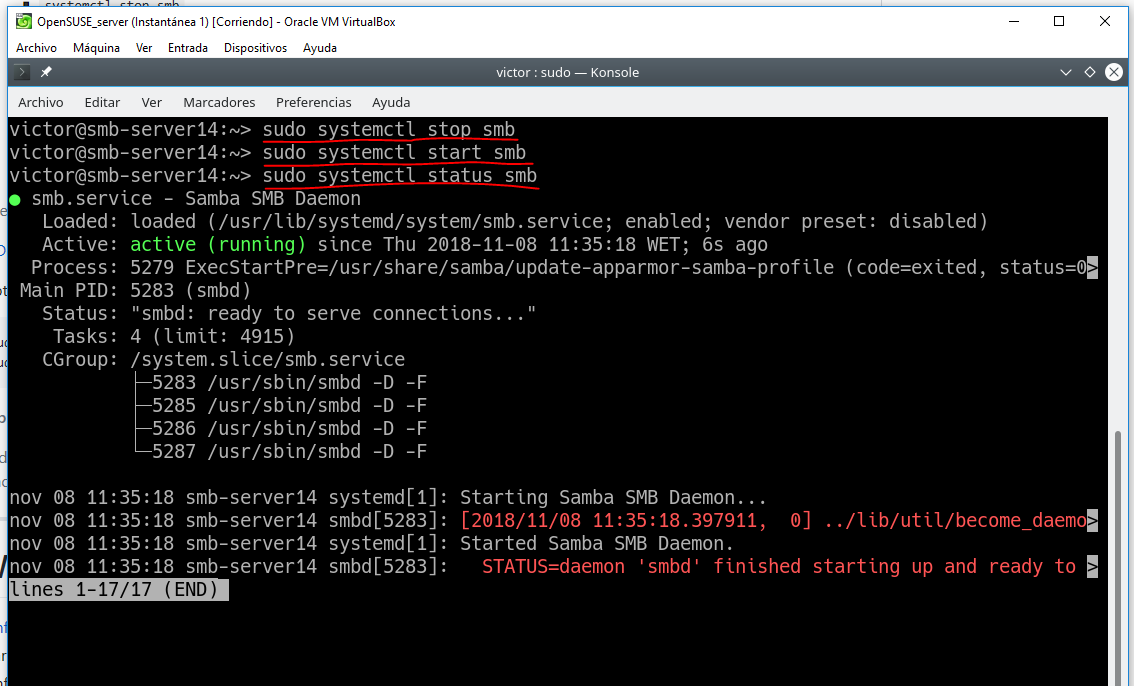 systemctl stop smb
OpenSUSE_server (Instantánea 1) [Corriendo] - Oracle VM VirtualBox
Archivo Máquina Ver Entrada Dispositivos Ayuda
victor : sudo — Konsole
Archivo Editar Ver Marcadores Preferencias Ayuda
victor@smb-server14:~> sudo systemctl stop smb
victor@smb-server14:~> sudo systemctl start smb
victor@smb-server14:~> sudo systemctl status smb
● smb.service - Samba SMB Daemon
   Loaded: loaded (/usr/lib/systemd/system/smb.service; enabled; vendor preset: disabled)
   Active: active (running) since Thu 2018-11-08 11:35:18 WET; 6s ago
  Process: 5279 ExecStartPre=/usr/share/samba/update-apparmor-samba-profile (code=exited, status=0>
 Main PID: 5283 (smbd)
   Status: "smbd: ready to serve connections..."
    Tasks: 4 (limit: 4915)
   CGroup: /system.slice/smb.service
           ├─5283 /usr/sbin/smbd -D -F
           ├─5285 /usr/sbin/smbd -D -F
           ├─5286 /usr/sbin/smbd -D -F
           └─5287 /usr/sbin/smbd -D -F
nov 08 11:35:18 smb-server14 systemd[1]: Starting Samba SMB Daemon...
nov 08 11:35:18 smb-server14 smbd[5283]: [2018/11/08 11:35:18.397911,  0] ../lib/util/become_daemo>
nov 08 11:35:18 smb-server14 systemd[1]: Started Samba SMB Daemon.
nov 08 11:35:18 smb-server14 smbd[5283]:   STATUS=daemon 'smbd' finished starting up and ready to >
lines 1-17/17 (END)